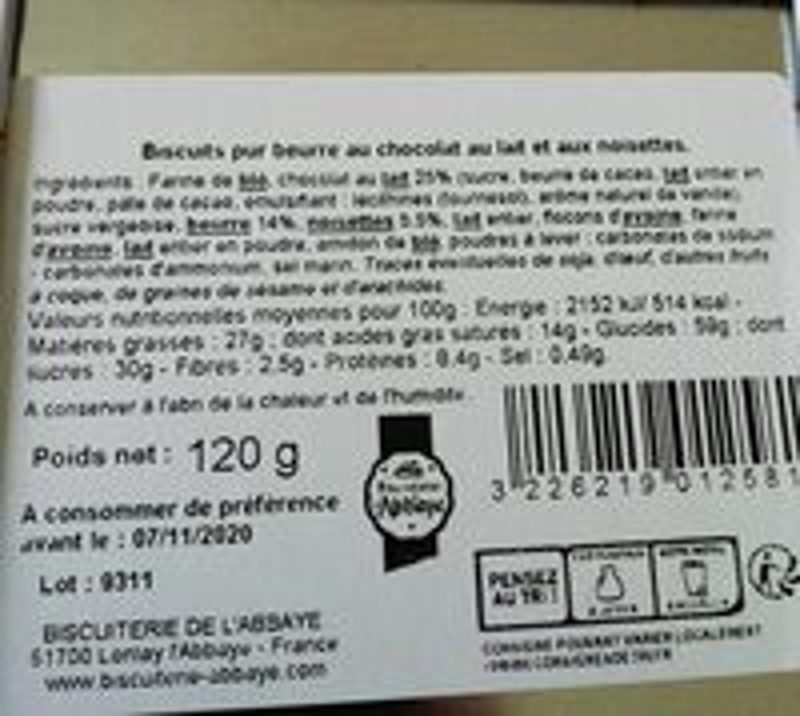 Biscuits pur beurre au chocolat au lait et aux noisettes.
Ingrédients : Farine de blé, chocolat au lait 25% (sucre, beurre de cacao, lait entier en
poudre, pâte de cacao, émulsifiant : lécithines (tournesol), arôme naturel de vanille),
sucre vergeoise, beurre 14%, noisettes 5.5%, lait entier, flocons d'avoine, farine
d'avoine, lait entier en poudre, amidon de blé, poudres à lever : carbonates de sodium
- carbonates d'ammonium, sel marin. Traces éventuelles de soja, d'œuf, d'autres fruits
à coque, de graines de sésame et d'arachides.
Valeurs nutritionnelles moyennes pour 100g : Energie : 2152 kJ/ 514 kcal -
Matières grasses : 27g ; dont acides gras saturés : 14g - Glucides : 59g ; dont
sucres : 30g - Fibres : 2.5g - Protéines : 8.4g - Sel : 0.49g
A conserver à l'abri de la chaleur et de l'humidité.
Poids net : 120 g
A consommer de préférence
avant le : 07/11/2020
Lot : 9311
BISCUITERIE DE L'ABBAYE
61700 Lonlay l'Abbaye - France
www.biscuiterie-abbaye.com
Abbaye
3 226219 012581
PENSEZ
AU TRI !
CONSIGNE POUVANT VARIER LOCALEMENT